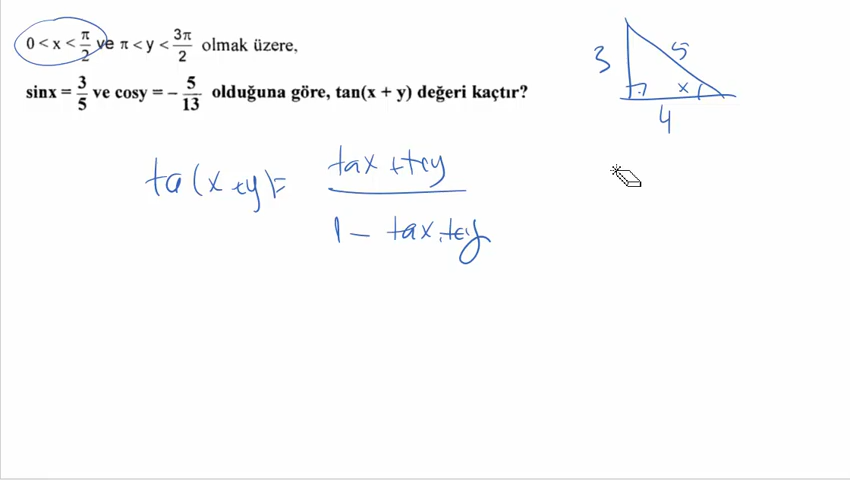 0 < x < π/2 ve π < y < 3π/2 olmak üzere,
sinx = 3/5 ve cosy = - 5/13 olduğuna göre, tan(x + y) değeri kaçtır?
3 5 x 4
ta(x+y) = tax + tay
1 - tax.tay